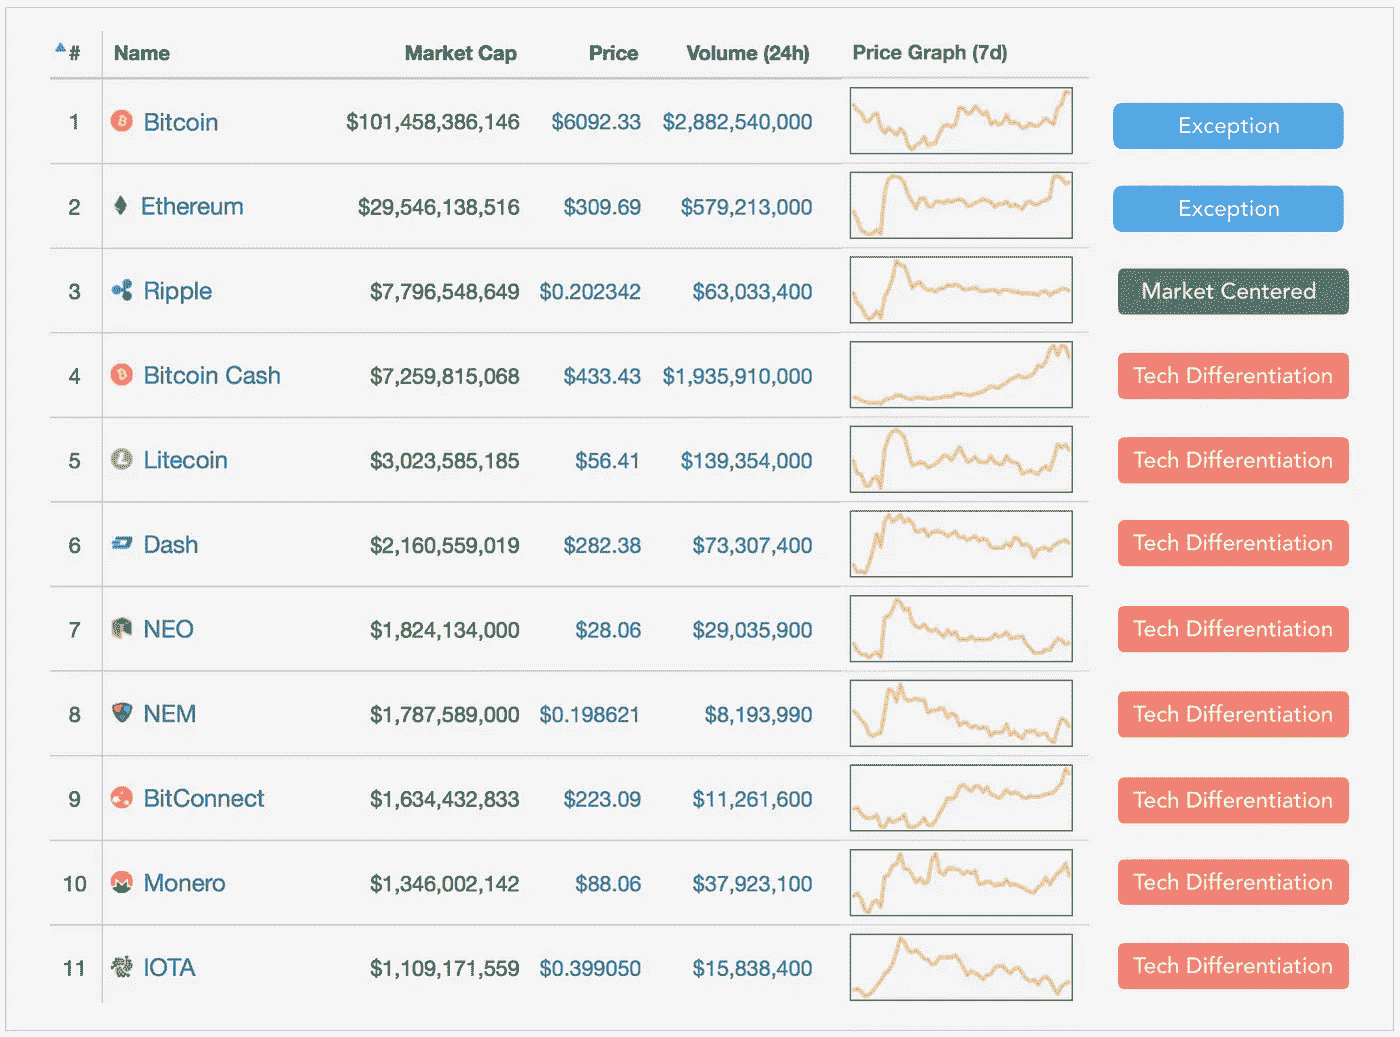 # Name Market Cap Price Volume (24h) Price Graph (7d)
1 Bitcoin $101,458,386,146 $6092.33 $2,882,540,000 Exception
2 Ethereum $29,546,138,516 $309.69 $579,213,000 Exception
3 Ripple $7,796,548,649 $0.202342 $63,033,400 Market Centered
4 Bitcoin Cash $7,259,815,068 $433.43 $1,935,910,000 Tech Differentiation
5 Litecoin $3,023,585,185 $56.41 $139,354,000 Tech Differentiation
6 Dash $2,160,559,019 $282.38 $73,307,400 Tech Differentiation
7 NEO $1,824,134,000 $28.06 $29,035,900 Tech Differentiation
8 NEM $1,787,589,000 $0.198621 $8,193,990 Tech Differentiation
9 BitConnect $1,634,432,833 $223.09 $11,261,600 Tech Differentiation
10 Monero $1,346,002,142 $88.06 $37,923,100 Tech Differentiation
11 IOTA $1,109,171,559 $0.399050 $15,838,400 Tech Differentiation